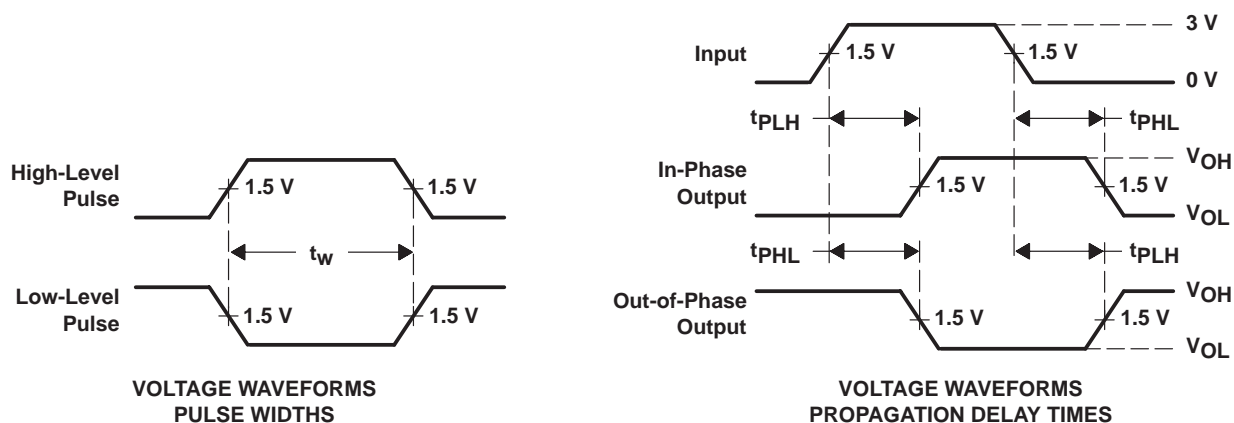 High-Level
Pulse
1.5 V
1.5 V
tw
Low-Level
Pulse
1.5 V
1.5 V
VOLTAGE WAVEFORMS
PULSE WIDTHS
Input
1.5 V
1.5 V
3 V
0 V
tPLH
tPHL
In-Phase
Output
1.5 V
1.5 V
VOH
VOL
tPHL
tPLH
Out-of-Phase
Output
1.5 V
1.5 V
VOH
VOL
VOLTAGE WAVEFORMS
PROPAGATION DELAY TIMES